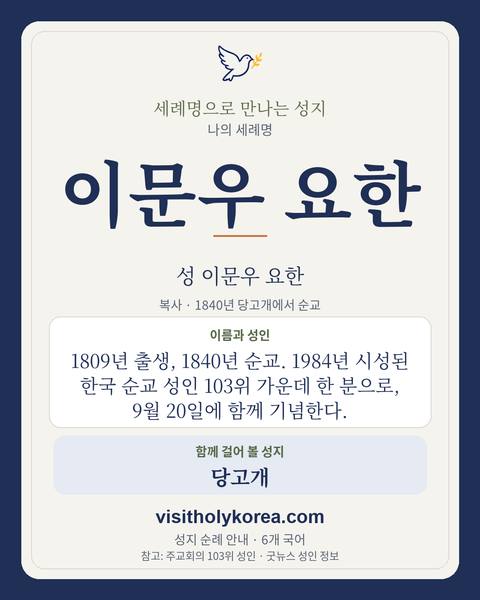 세례명으로 만나는 성지
나의 세례명
이문우 요한
성 이문우 요한
복사 · 1840년 당고개에서 순교
이름과 성인
1809년 출생, 1840년 순교. 1984년 시성된
한국 순교 성인 103위 가운데 한 분으로,
9월 20일에 함께 기념한다.
함께 걸어 볼 성지
당고개
visitholykorea.com
성지 순례 안내 · 6개 국어
참고: 주교회의 103위 성인 · 굿뉴스 성인 정보